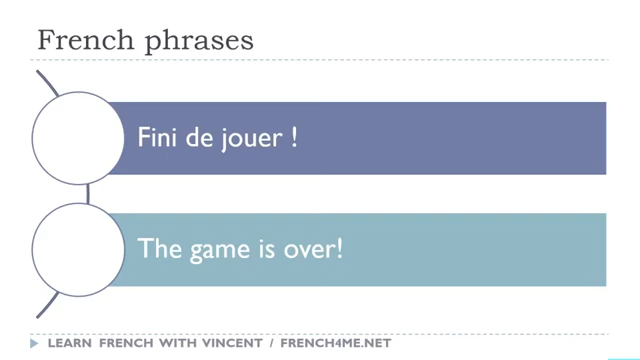 French phrases
Fini de jouer !
The game is over!
LEARN FRENCH WITH VINCENT / FRENCH4ME.NET